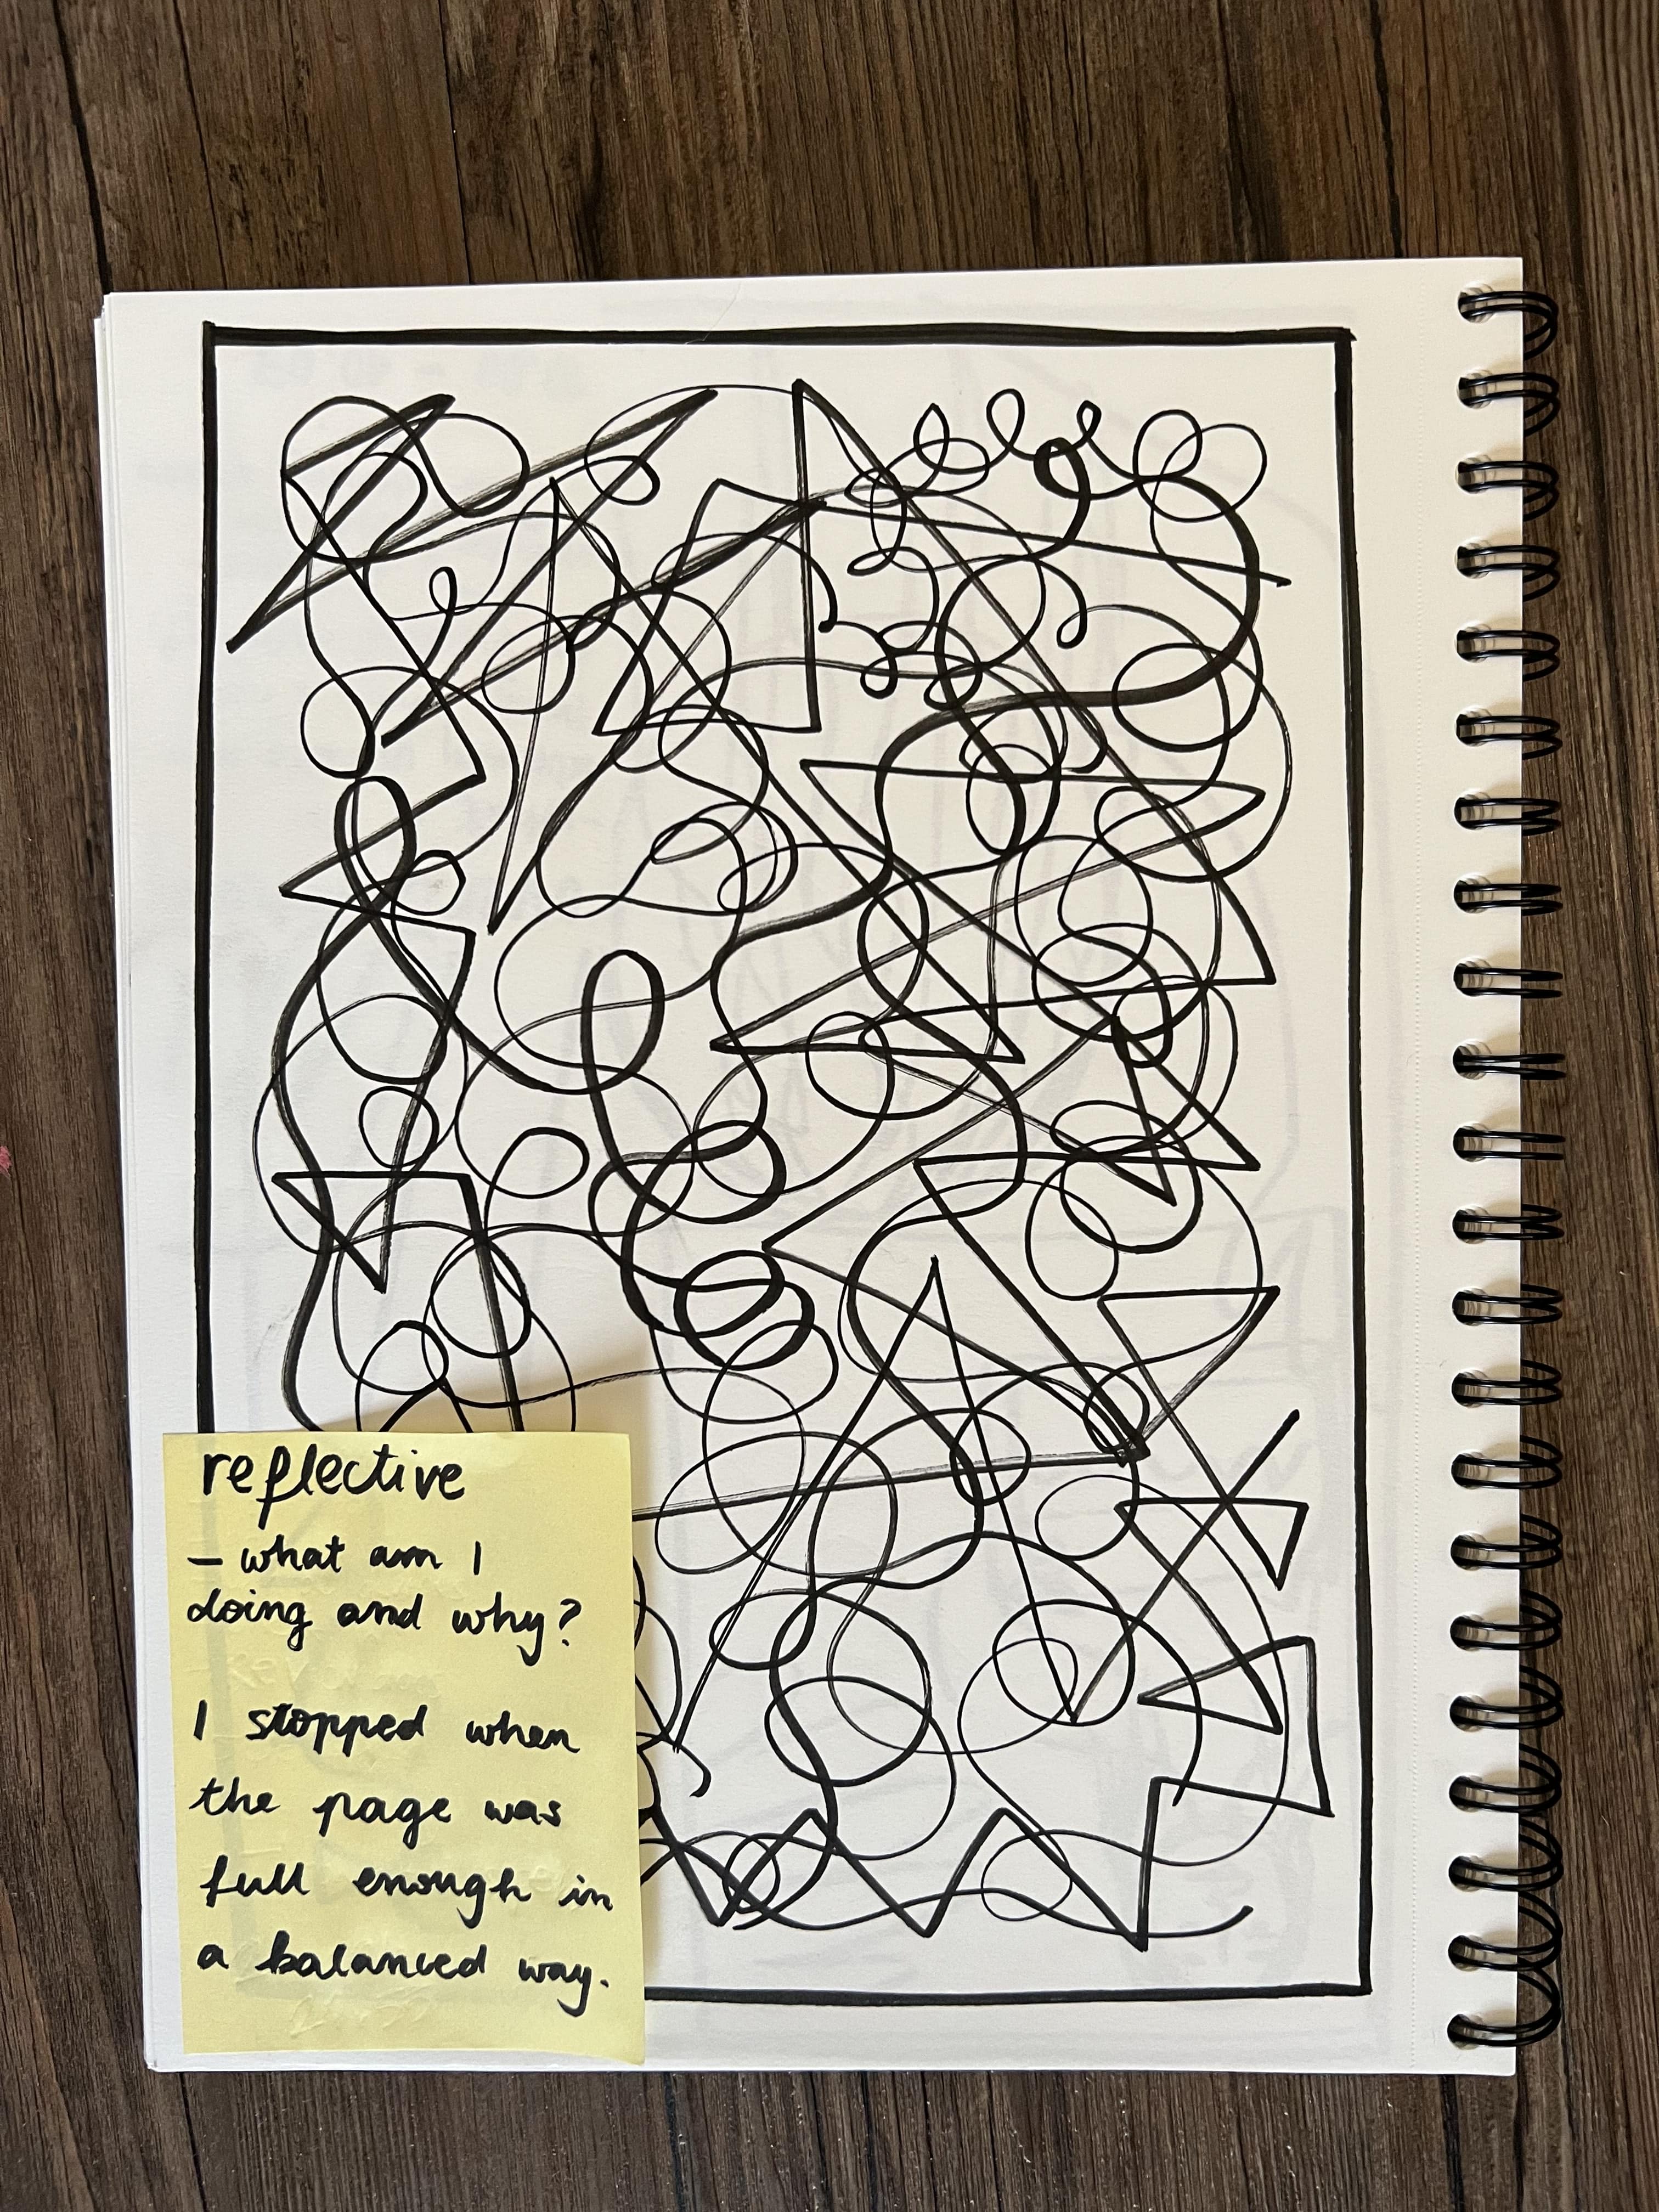 reflective
– what am I
doing and why?
I stopped when
the page was
full enough in
a balanced way.